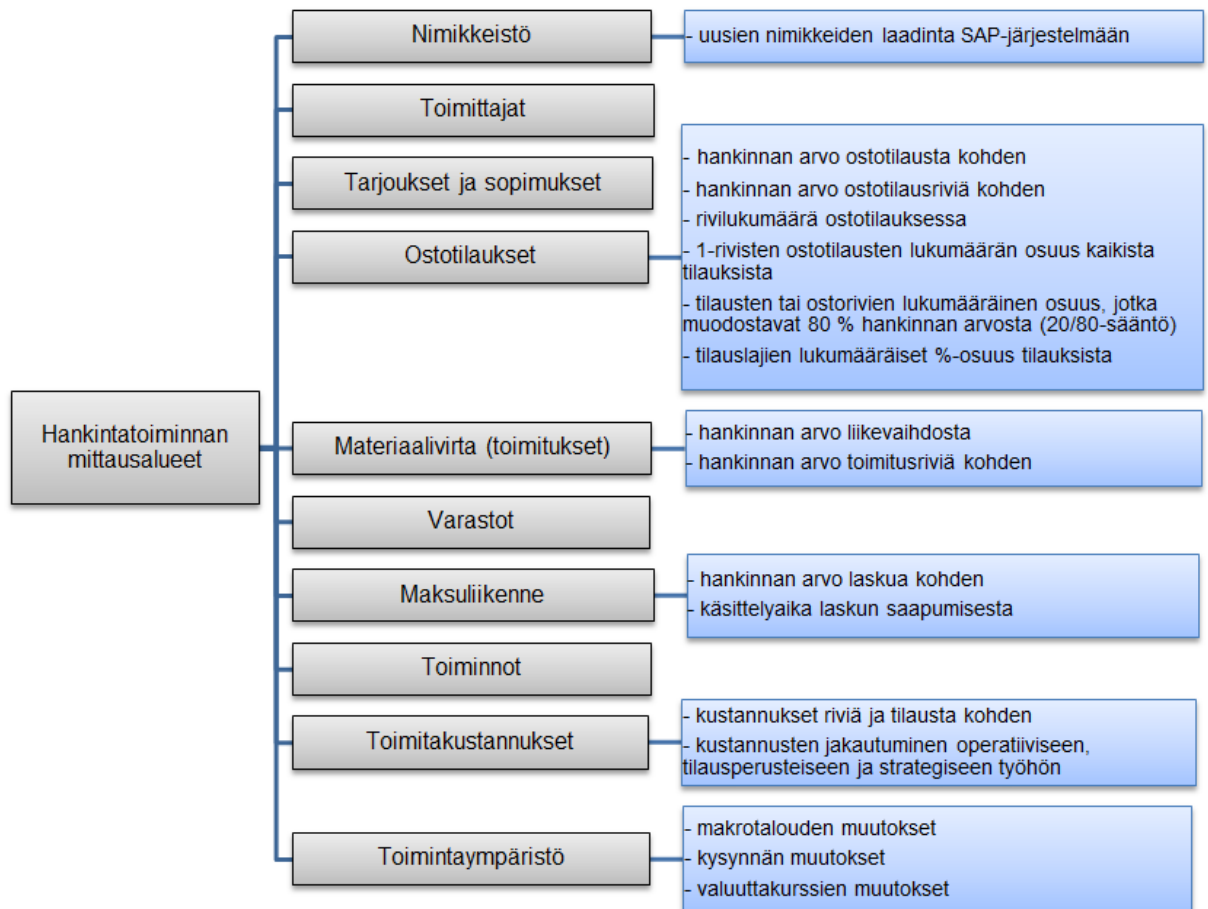 Hankintatoiminnan
mittausalueet
Nimikkeistö
- uusien nimikkeiden laadinta SAP-järjestelmään
Toimittajat
Tarjoukset ja sopimukset
Ostotilaukset
- hankinnan arvo ostotilausta kohden
- hankinnan arvo ostotilausriviä kohden
- rivilukumäärä ostotilauksessa
- 1-rivisten ostotilausten lukumäärän osuus kaikista
tilauksista
- tilausten tai ostorivien lukumääräinen osuus, jotka
muodostavat 80 % hankinnan arvosta (20/80-sääntö)
- tilauslajien lukumääräiset %-osuus tilauksista
Materiaalivirta (toimitukset)
- hankinnan arvo liikevaihdosta
- hankinnan arvo toimitusriviä kohden
Varastot
Maksuliikenne
- hankinnan arvo laskua kohden
- käsittelyaika laskun saapumisesta
Toiminnot
Toimitakustannukset
- kustannukset riviä ja tilausta kohden
- kustannusten jakautuminen operatiiviseen,
tilausperusteiseen ja strategiseen työhön
Toimintaympäristö
- makrotalouden muutokset
- kysynnän muutokset
- valuuttakurssien muutokset